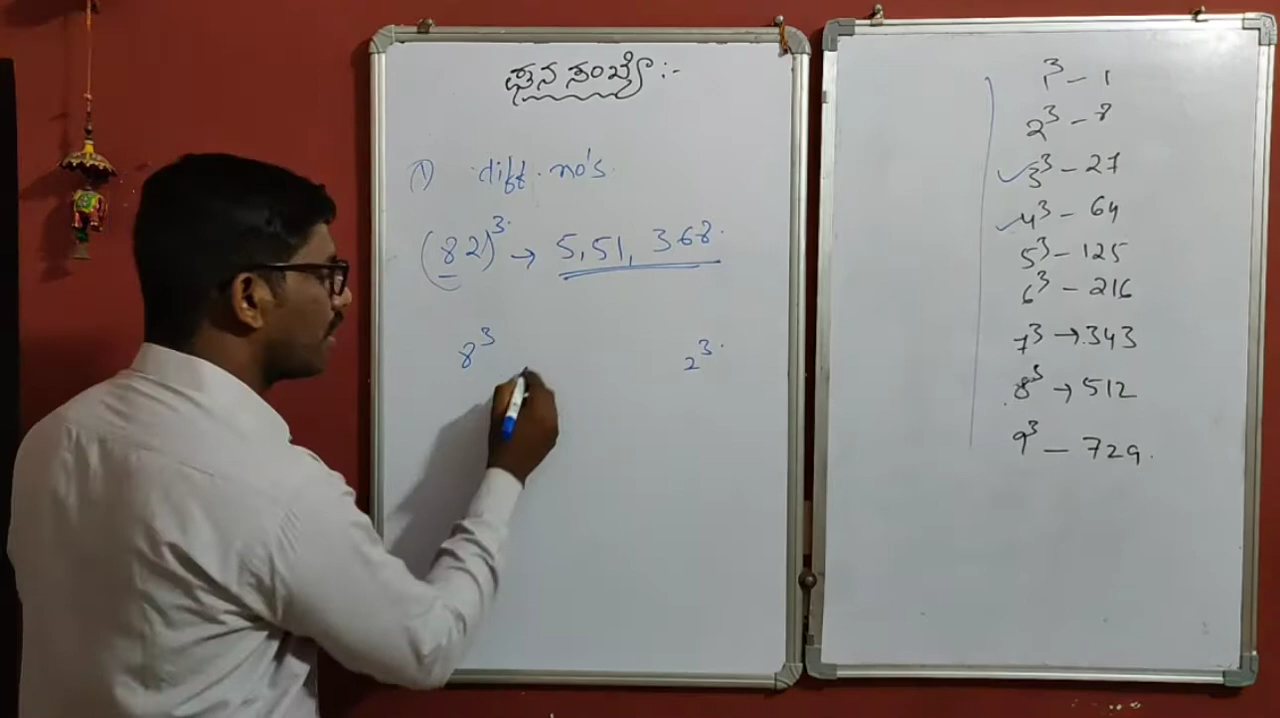 ಘನ ಸಂಖ್ಯೆ :-
1) diff. no's.
(82)³ → 5,51,368.
8³ 2³
1³ - 1
2³ - 8
✓ 3³ - 27
✓ 4³ - 64
5³ - 125
6³ - 216
7³ → 343
8³ → 512
9³ - 729.